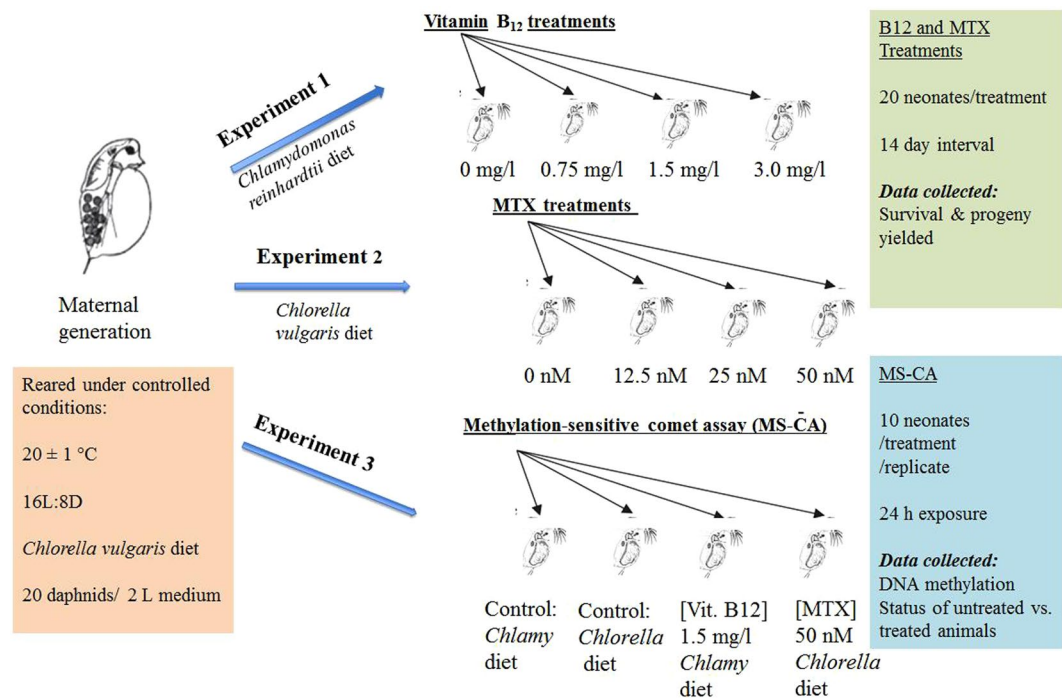 Vitamin B12 treatments
Experiment 1
Chlamydomonas
reinhardtii diet
0 mg/l
0.75 mg/l
1.5 mg/l
3.0 mg/l
MTX treatments
Experiment 2
Chlorella
vulgaris diet
0 nM
12.5 nM
25 nM
50 nM
Maternal
generation
Reared under controlled
conditions:
20 ± 1 °C
16L:8D
Chlorella vulgaris diet
20 daphnids/ 2 L medium
Experiment 3
Methylation-sensitive comet assay (MS-CA)
Control:
Chlamy
diet
Control:
Chlorella
diet
[Vit. B12]
1.5 mg/l
Chlamy
diet
[MTX]
50 nM
Chlorella
diet
B12 and MTX
Treatments
20 neonates/treatment
14 day interval
Data collected:
Survival & progeny
yielded
MS-CA
10 neonates
/treatment
/replicate
24 h exposure
Data collected:
DNA methylation
Status of untreated vs.
treated animals